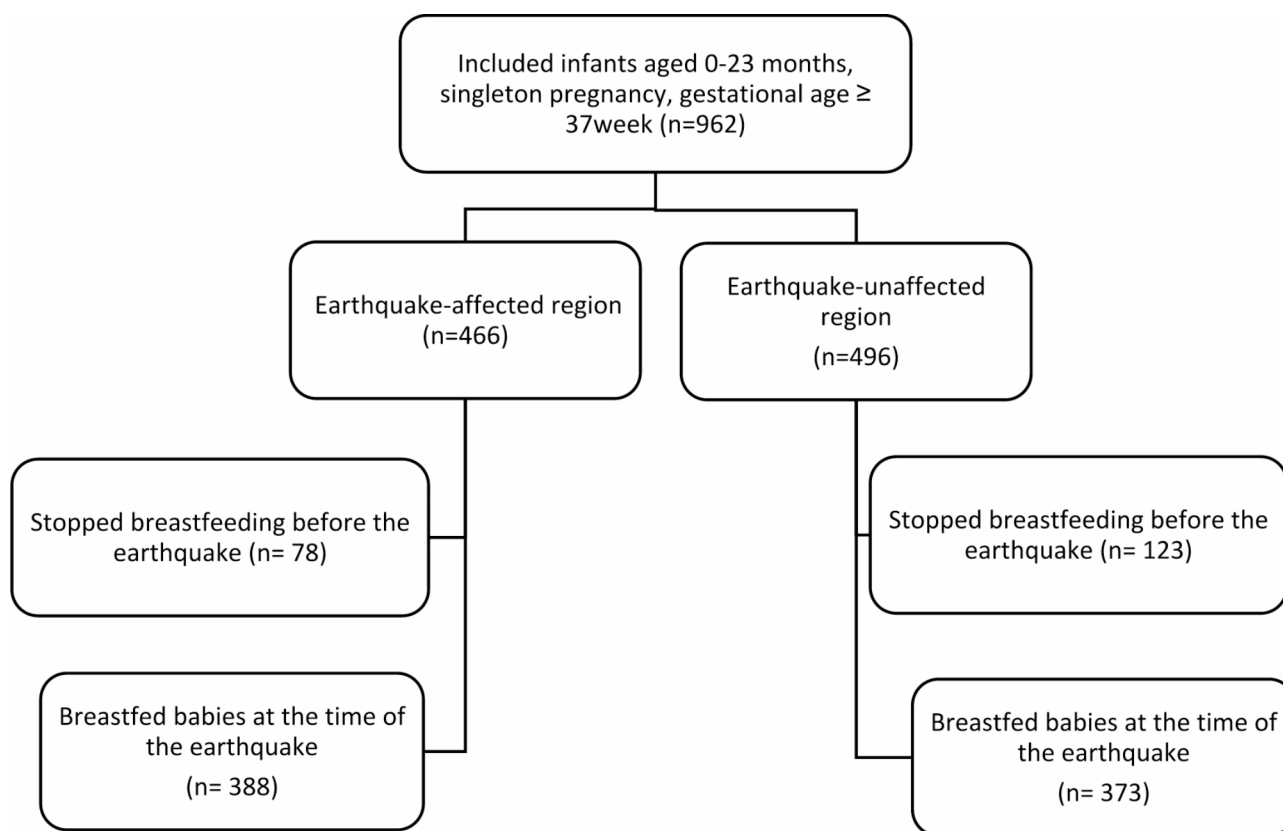 Included infants aged 0-23 months,
singleton pregnancy, gestational age ≥
37week (n=962)
Earthquake-affected region
(n=466)
Earthquake-unaffected
region
(n=496)
Stopped breastfeeding before the
earthquake (n= 78)
Stopped breastfeeding before the
earthquake (n= 123)
Breastfed babies at the time of
the earthquake
(n= 388)
Breastfed babies at the time of
the earthquake
(n= 373)